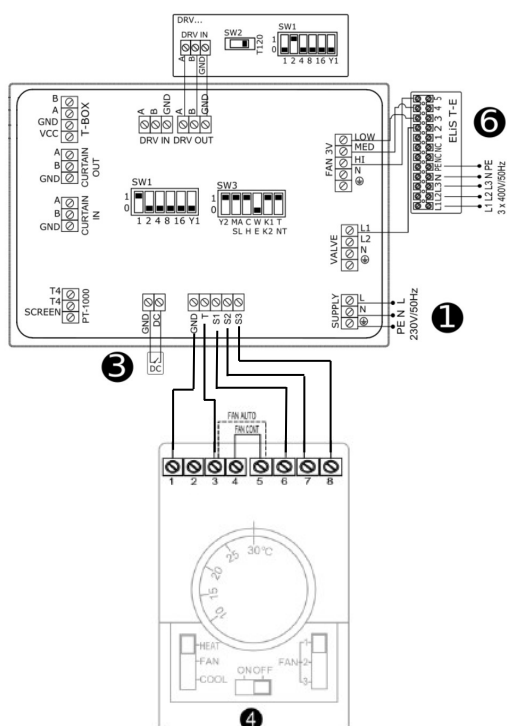 DRV...
DRV IN
A
B
GND
SW2
T120
SW1
1
0
1 2 4 8 16 Y1
B
A
GND
VCC
T-BOX
A
B
GND
DRV IN
A
B
GND
DRV OUT
A
B
GND
CURTAIN
OUT
A
B
GND
CURTAIN
IN
SW1
1
0
1 2 4 8 16 Y1
SW3
1
0
Y2 MA C W K1 T
SL H E K2 NT
LOW
MED
HI
N
FAN 3V
L1
L2
N
VALVE
5
4
3
2
1
NC
NC
PE
N
L3
L2
L1
ELiS T-E
6
PE
N
L3
L2
L1
3 x 400V/50Hz
T4
T4
SCREEN
PT-1000
GND
DC
3
DC
GND
T
S1
S2
S3
L
N
SUPPLY
L
N
PE
230V/50Hz
1
FAN AUTO
FAN CONT
1 2 3 4 5 6 7 8
10
15
20
25
30°C
HEAT
FAN
COOL
ON OFF
FAN
1
2
3
4